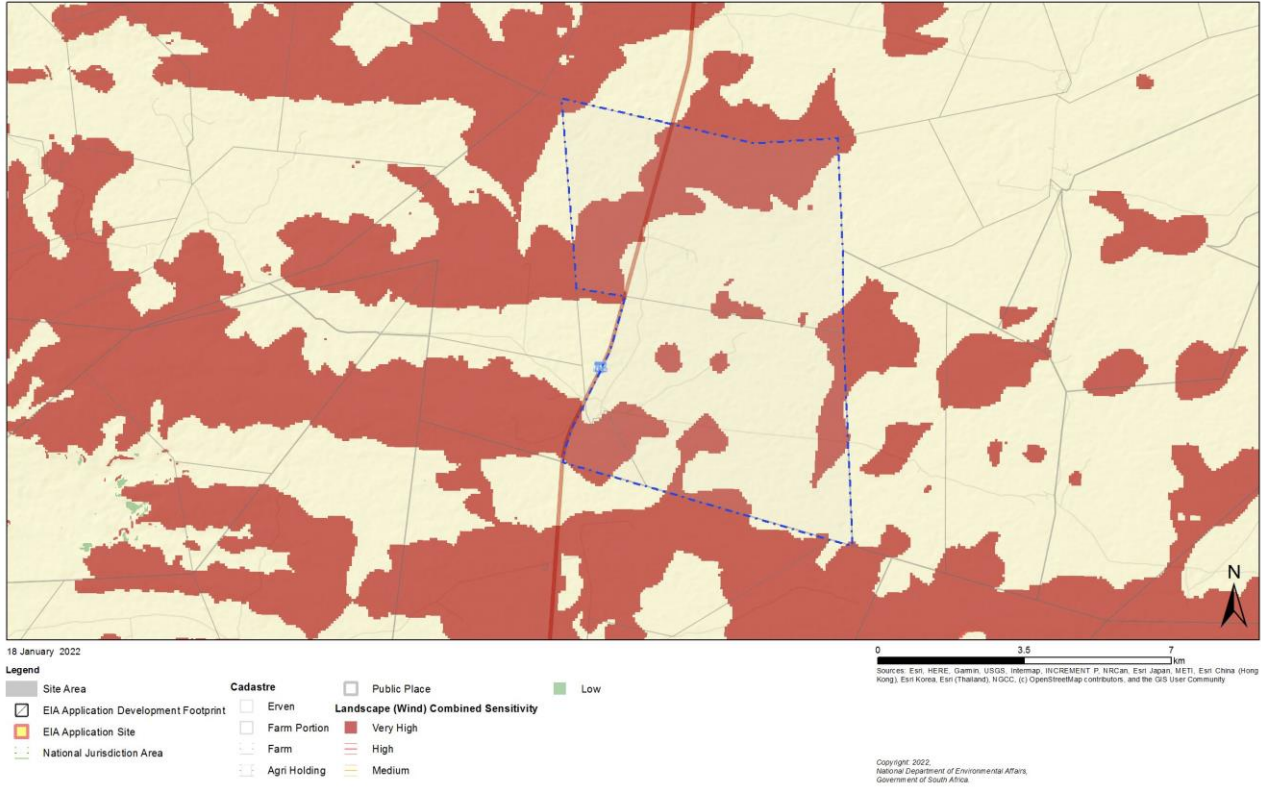 N
18 January 2022
0 3.5 7
km
Sources: Esri, HERE, Garmin, USGS, Intermap, INCREMENT P, NRCan, Esri Japan, METI, Esri China (Hong
Kong), Esri Korea, Esri (Thailand), NGCC, (c) OpenStreetMap contributors, and the GIS User Community
Legend
Site Area
EIA Application Development Footprint
EIA Application Site
National Jurisdiction Area
Cadastre
Erven
Farm Portion
Farm
Agri Holding
Public Place
Landscape (Wind) Combined Sensitivity
Very High
High
Medium
Low
Copyright: 2022,
National Department of Environmental Affairs,
Government of South Africa.